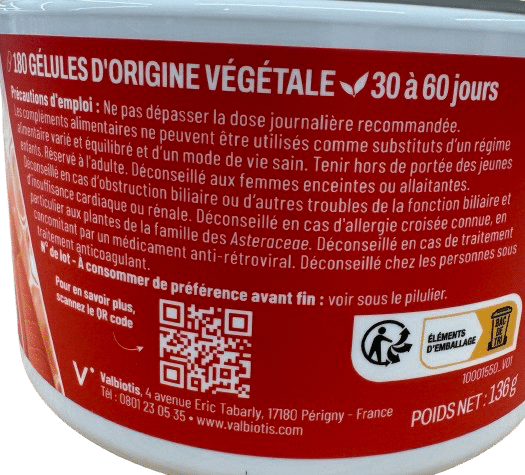 180 GÉLULES D'ORIGINE VÉGÉTALE 30 à 60 jours
Précautions d'emploi : Ne pas dépasser la dose journalière recommandée.
Les compléments alimentaires ne peuvent être utilisés comme substituts d'un régime
alimentaire varié et équilibré et d'un mode de vie sain. Tenir hors de portée des jeunes
enfants. Réservé à l'adulte. Déconseillé aux femmes enceintes ou allaitantes.
Déconseillé en cas d'obstruction biliaire ou d'autres troubles de la fonction biliaire et
d'insuffisance cardiaque ou rénale. Déconseillé en cas d'allergie croisée connue, en
particulier aux plantes de la famille des Asteraceae. Déconseillé en cas de traitement
concomitant par un médicament anti-rétroviral. Déconseillé chez les personnes sous
traitement anticoagulant.
N° de lot - À consommer de préférence avant fin : voir sous le pilulier.
Pour en savoir plus,
scannez le QR code
ÉLÉMENTS
D'EMBALLAGE
BAC
DE
TRI
10001550_V01
V
Valbiotis, 4 avenue Eric Tabarly, 17180 Périgny - France
Tél : 0801 23 05 35 • www.valbiotis.com
POIDS NET : 136 g